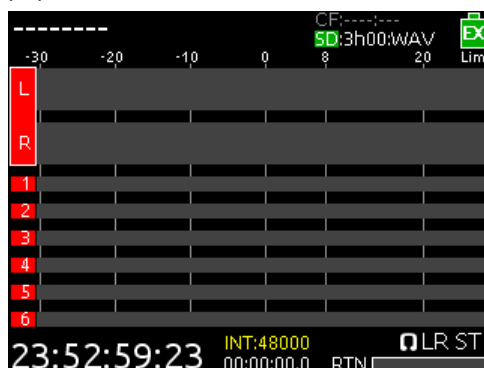 --------
CF:----:---
SD:3h00:WAV
EX
-30 -20 -10 0 8 20 Lim
L
R
1
2
3
4
5
6
23:52:59:23
INT:48000
LR ST
00:00:00.0
RTN